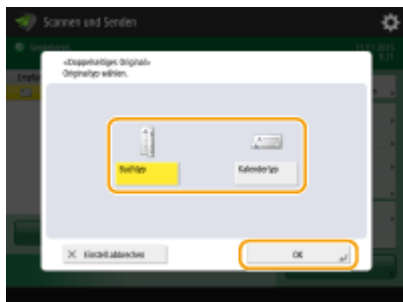 Scannen und Senden
<Doppelseitiges Original>
Originaltyp wählen.
Buchtyp
Kalendertyp
Einstell. abbrechen
OK